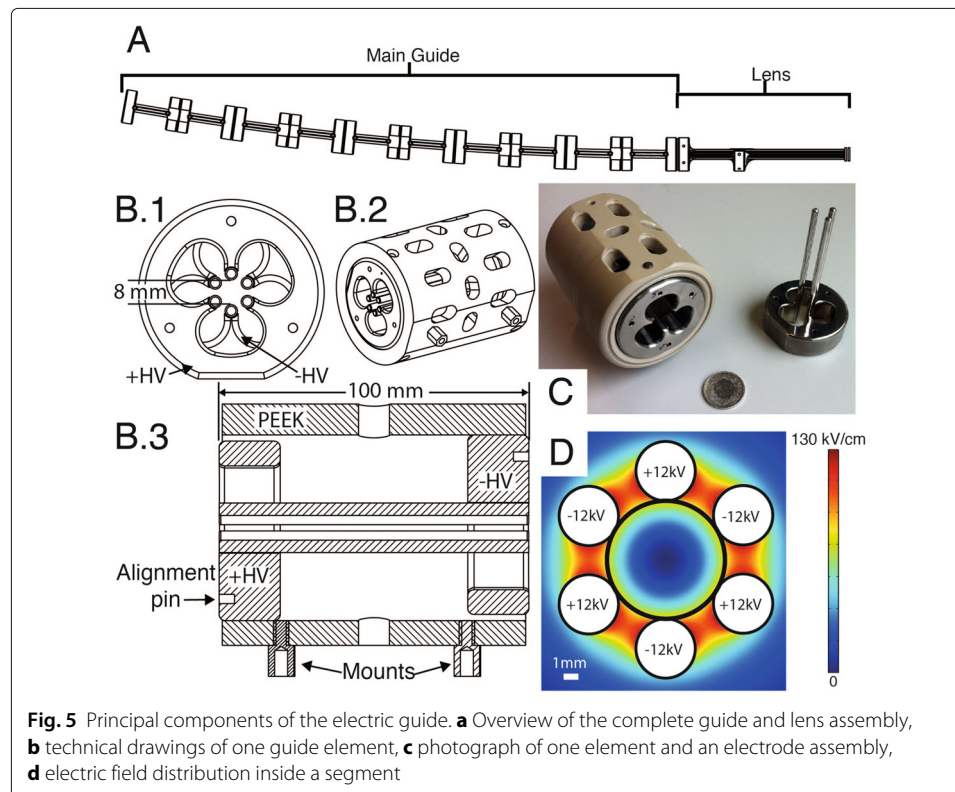 A
Main Guide
Lens
B.1
B.2
8 mm
+HV
-HV
C
100 mm
B.3
PEEK
-HV
+HV
Alignment
pin
Mounts
D
130 kV/cm
+12kV
-12kV
-12kV
+12kV
+12kV
-12kV
1mm
0
Fig. 5 Principal components of the electric guide. a Overview of the complete guide and lens assembly,
b technical drawings of one guide element, c photograph of one element and an electrode assembly,
d electric field distribution inside a segment